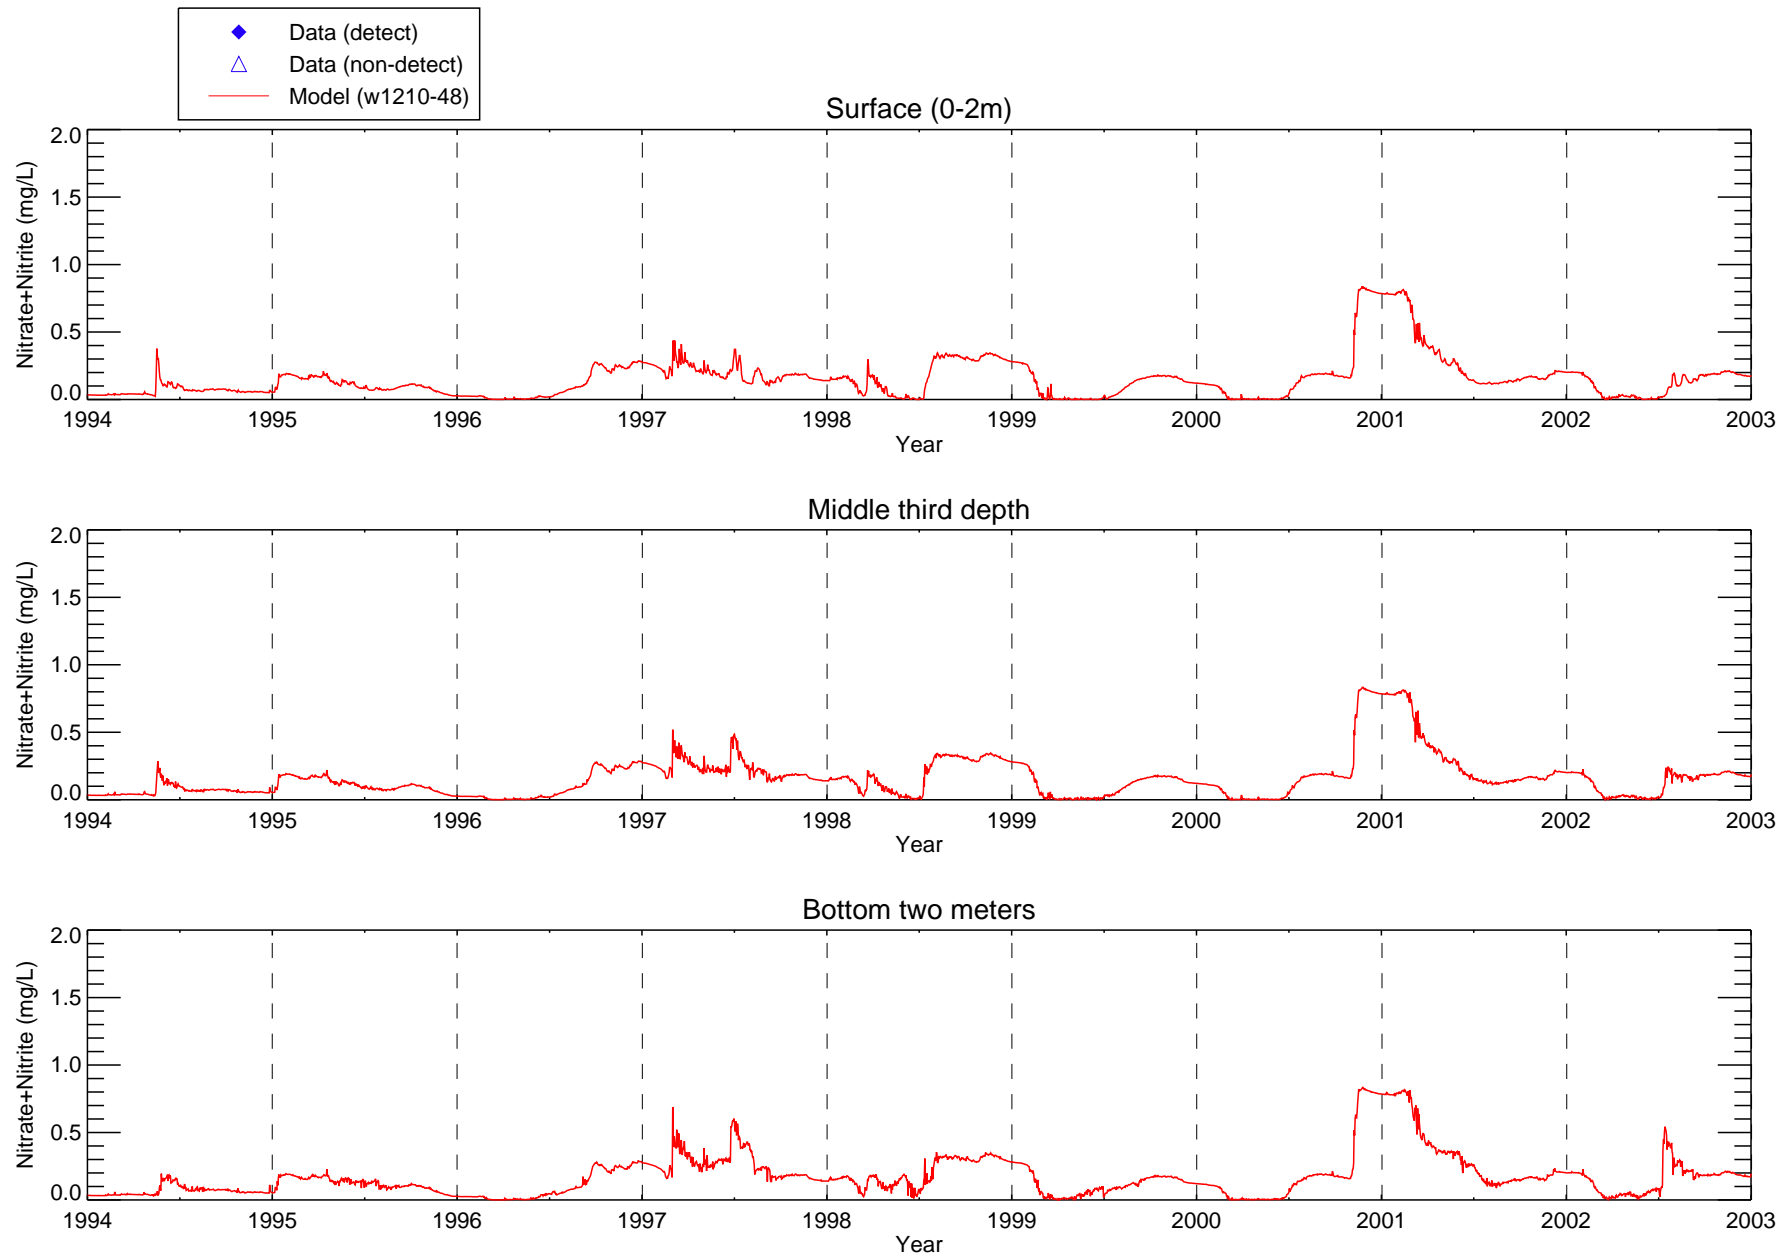 Data (detect)
Data (non-detect)
Model (w1210-48)
Surface (0-2m)
Nitrate+Nitrite (mg/L)
2.0
1.5
1.0
0.5
0.0
1994 1995 1996 1997 1998 1999 2000 2001 2002 2003
Year
Middle third depth
Nitrate+Nitrite (mg/L)
2.0
1.5
1.0
0.5
0.0
1994 1995 1996 1997 1998 1999 2000 2001 2002 2003
Year
Bottom two meters
Nitrate+Nitrite (mg/L)
2.0
1.5
1.0
0.5
0.0
1994 1995 1996 1997 1998 1999 2000 2001 2002 2003
Year